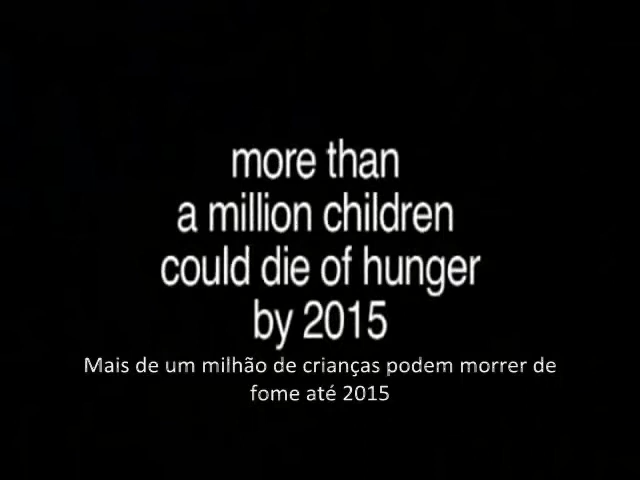 more than
a million children
could die of hunger
by 2015
Mais de um milhão de crianças podem morrer de
fome até 2015